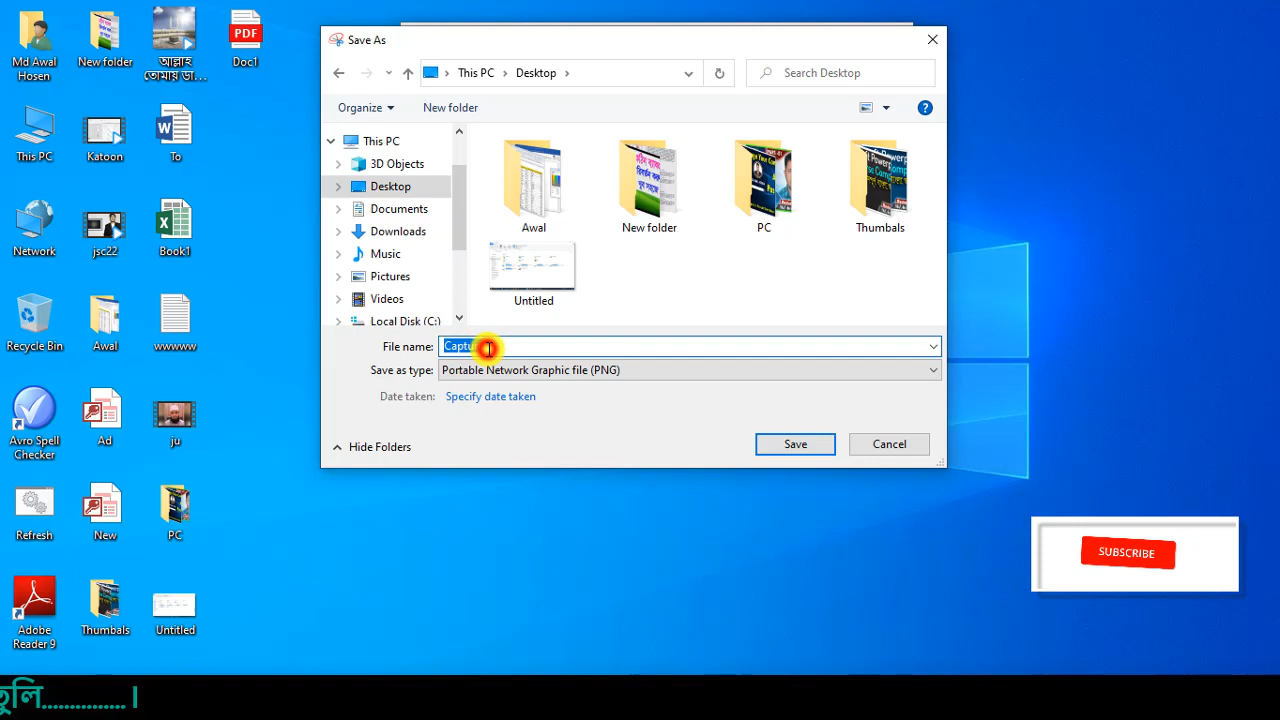 Save As
This PC > Desktop >
Search Desktop
Organize
New folder
This PC
3D Objects
Desktop
Documents
Downloads
Music
Pictures
Videos
Local Disk (C:)
Awal
New folder
PC
Thumbals
Untitled
File name:
Save as type: Portable Network Graphic file (PNG)
Date taken: Specify date taken
Hide Folders
Save
Cancel
Md Awal Hosen
New folder
আল্লাহ
তোমায় ডা...
PDF
Doc1
This PC
Katoon
To
Network
jsc22
Book1
Recycle Bin
Awal
wwwww
Avro Spell Checker
Ad
ju
Refresh
New
PC
Adobe Reader 9
Thumbals
Untitled
SUBSCRIBE
তুলি...............।